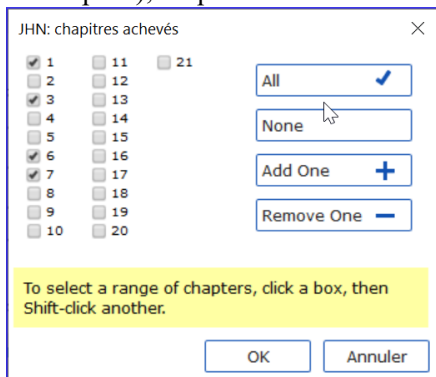 JHN: chapitres achevés
1 11 21
2 12
3 13
4 14
5 15
6 16
7 17
8 18
9 19
10 20
All
None
Add One
Remove One
To select a range of chapters, click a box, then
Shift-click another.
OK Annuler